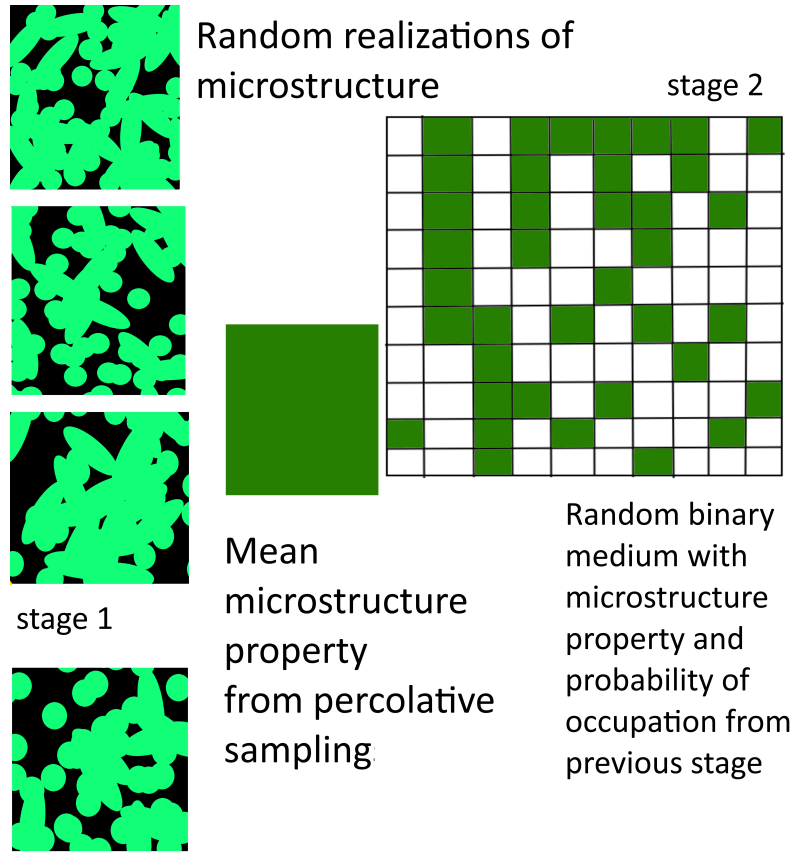 Random realizations of
microstructure
stage 2
stage 1
Mean
microstructure
property
from percolative
sampling:
Random binary
medium with
microstructure
property and
probability of
occupation from
previous stage